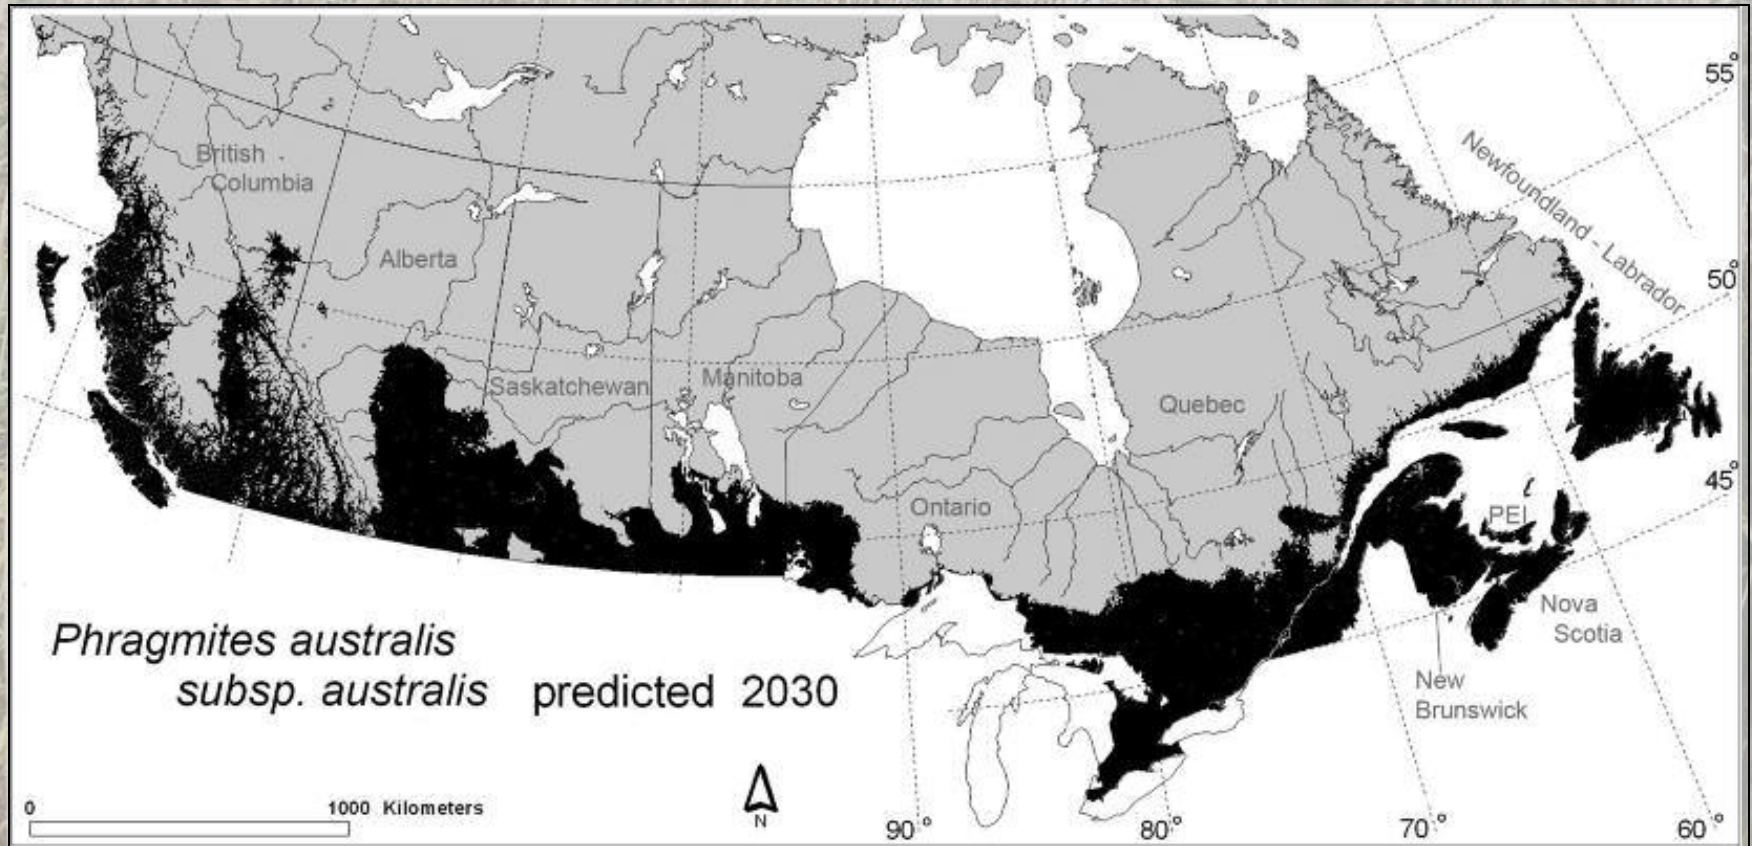 55°
Newfoundland - Labrador
British
Columbia
Alberta
50°
Saskatchewan
Manitoba
Quebec
45°
Ontario
PEI
Nova
Scotia
Phragmites australis
subsp. australis predicted 2030
New
Brunswick
0 1000 Kilometers
N
90° 80° 70° 60°